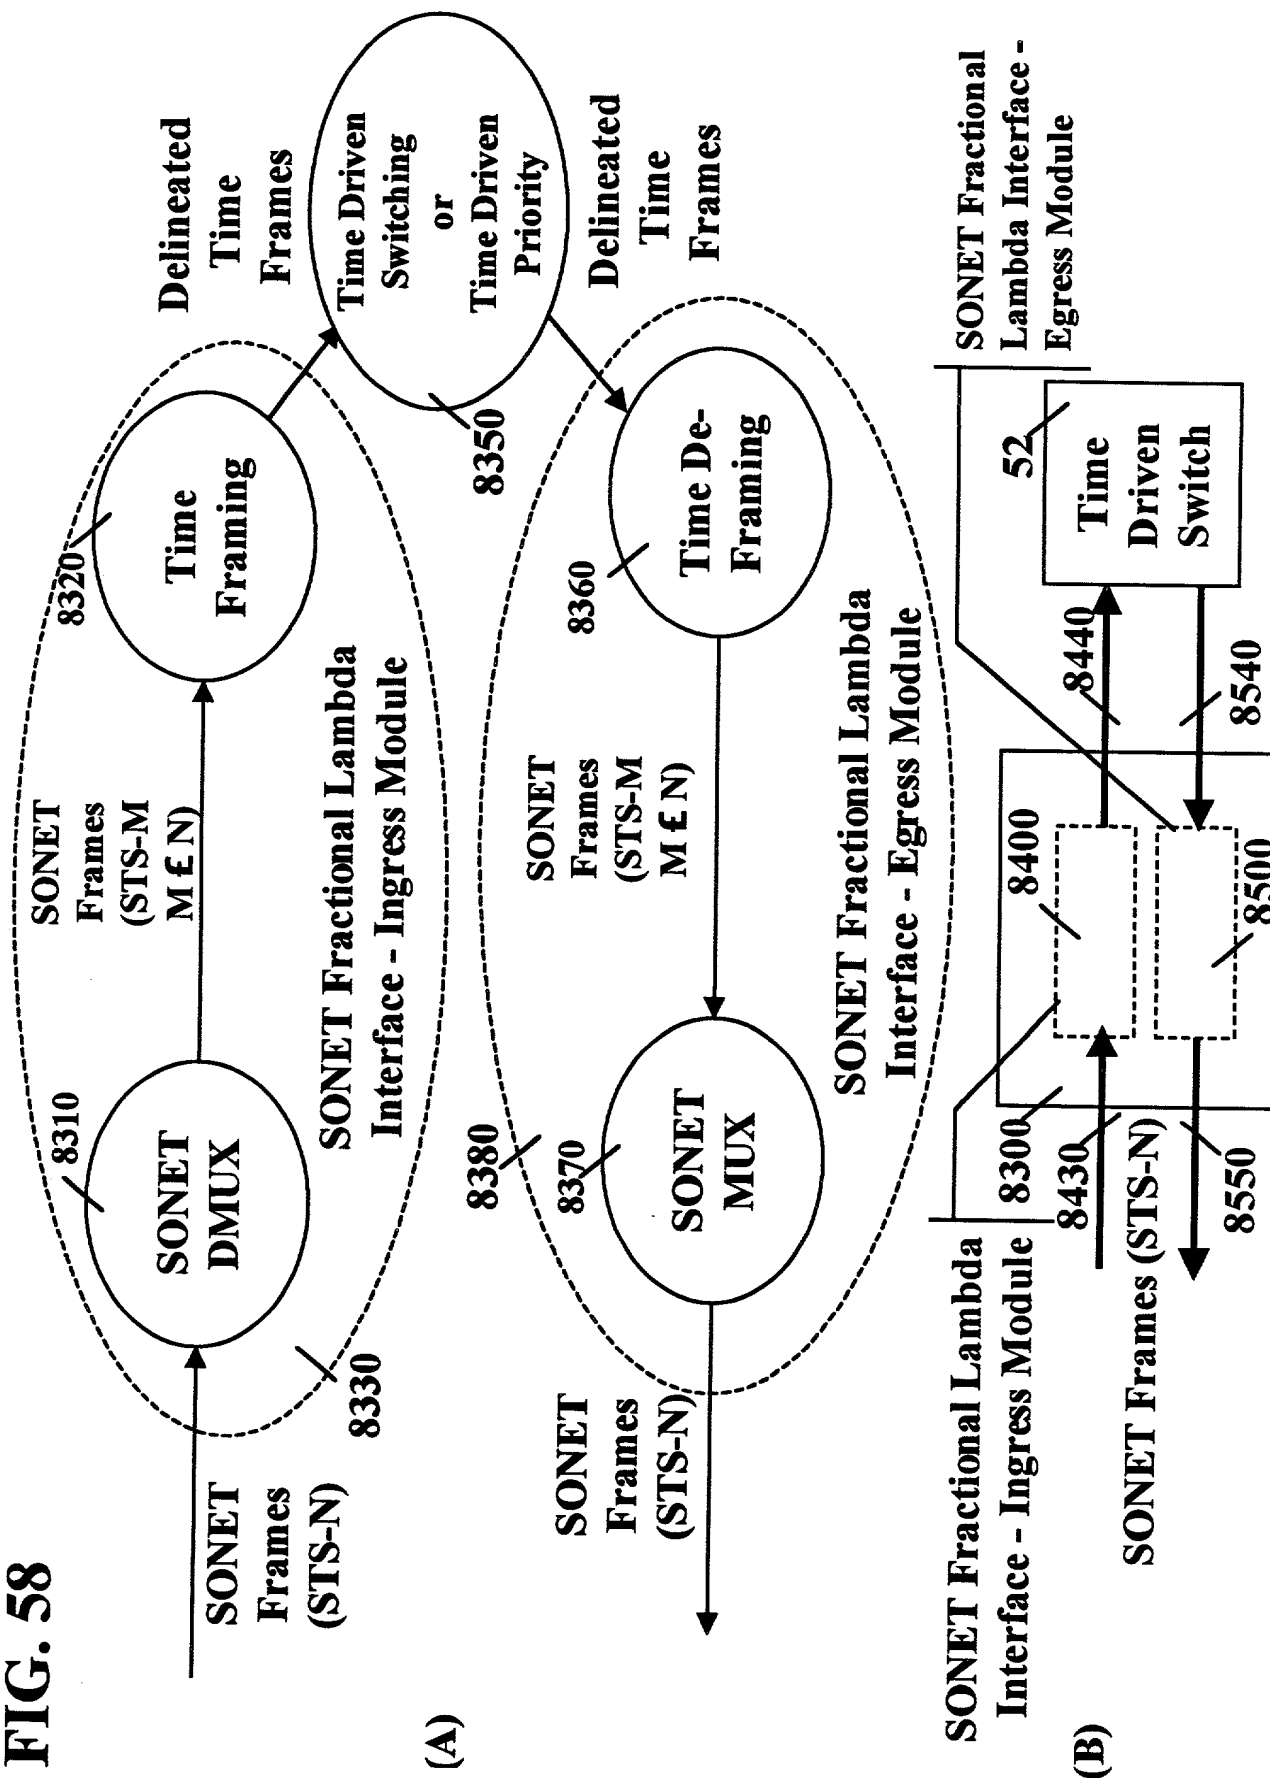 FIG. 58
(A)
SONET
Frames
(STS-N)
8310
SONET
DMUX
8330
SONET
Frames
(STS-M
M £ N)
8320
Time
Framing
SONET Fractional Lambda
Interface - Ingress Module
Delineated
Time
Frames
Time Driven
Switching
or
Time Driven
Priority
8350
Delineated
Time
Frames
8360
Time De-
Framing
SONET
Frames
(STS-M
M £ N)
8380
8370
SONET
MUX
SONET Fractional Lambda
Interface - Egress Module
SONET
Frames
(STS-N)
(B)
SONET Fractional Lambda
Interface - Ingress Module
SONET Frames (STS-N)
8300
8430
8550
8400
8500
8440
8540
52
Time
Driven
Switch
SONET Fractional
Lambda Interface -
Egress Module